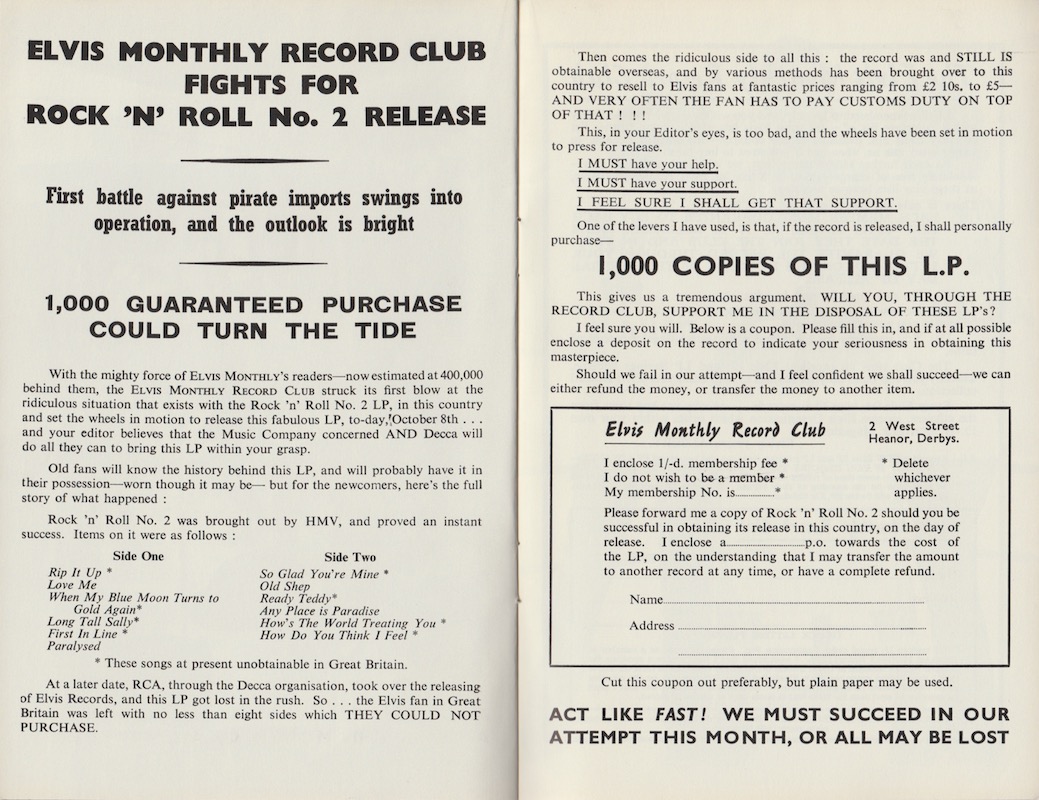 ELVIS MONTHLY RECORD CLUB
FIGHTS FOR
ROCK 'N' ROLL No. 2 RELEASE
First battle against pirate imports swings into
operation, and the outlook is bright
1,000 GUARANTEED PURCHASE
COULD TURN THE TIDE
With the mighty force of ELVIS MONTHLY'S readers—now estimated at 400,000
behind them, the ELVIS MONTHLY RECORD CLUB struck its first blow at the
ridiculous situation that exists with the Rock 'n' Roll No. 2 LP, in this country
and set the wheels in motion to release this fabulous LP, to-day, October 8th . . .
and your editor believes that the Music Company concerned AND Decca will
do all they can to bring this LP within your grasp.
Old fans will know the history behind this LP, and will probably have it in
their possession—worn though it may be— but for the newcomers, here's the full
story of what happened :
Rock 'n' Roll No. 2 was brought out by HMV, and proved an instant
success. Items on it were as follows :
Side One
Rip It Up *
Love Me
When My Blue Moon Turns to
Gold Again*
Long Tall Sally*
First In Line *
Paralysed
Side Two
So Glad You're Mine *
Old Shep
Ready Teddy*
Any Place is Paradise
How's The World Treating You *
How Do You Think I Feel *
* These songs at present unobtainable in Great Britain.
At a later date, RCA, through the Decca organisation, took over the releasing
of Elvis Records, and this LP got lost in the rush. So . . . the Elvis fan in Great
Britain was left with no less than eight sides which THEY COULD NOT
PURCHASE.
Then comes the ridiculous side to all this : the record was and STILL IS
obtainable overseas, and by various methods has been brought over to this
country to resell to Elvis fans at fantastic prices ranging from £2 10s. to £5—
AND VERY OFTEN THE FAN HAS TO PAY CUSTOMS DUTY ON TOP
OF THAT ! ! !
This, in your Editor's eyes, is too bad, and the wheels have been set in motion
to press for release.
I MUST have your help.
I MUST have your support.
I FEEL SURE I SHALL GET THAT SUPPORT.
One of the levers I have used, is that, if the record is released, I shall personally
purchase—
1,000 COPIES OF THIS L.P.
This gives us a tremendous argument. WILL YOU, THROUGH THE
RECORD CLUB, SUPPORT ME IN THE DISPOSAL OF THESE LP's?
I feel sure you will. Below is a coupon. Please fill this in, and if at all possible
enclose a deposit on the record to indicate your seriousness in obtaining this
masterpiece.
Should we fail in our attempt—and I feel confident we shall succeed—we can
either refund the money, or transfer the money to another item.
Elvis Monthly Record Club
2 West Street
Heanor, Derbys.
I enclose 1/-d. membership fee *
I do not wish to be a member *
My membership No. is............*
* Delete
whichever
applies.
Please forward me a copy of Rock 'n' Roll No. 2 should you be
successful in obtaining its release in this country, on the day of
release. I enclose a........................p.o. towards the cost of
the LP, on the understanding that I may transfer the amount
to another record at any time, or have a complete refund.
Name........................
Address ........................
........................
Cut this coupon out preferably, but plain paper may be used.
ACT LIKE FAST! WE MUST SUCCEED IN OUR
ATTEMPT THIS MONTH, OR ALL MAY BE LOST